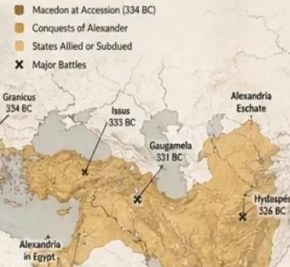 Macedon at Accession (334 BC)
Conquests of Alexander
States Allied or Subdued
Major Battles
Granicus
334 BC
Issus
333 BC
Gaugamela
331 BC
Alexandria
Eschate
Hydaspes
326 BC
Alexandria
in Egypt